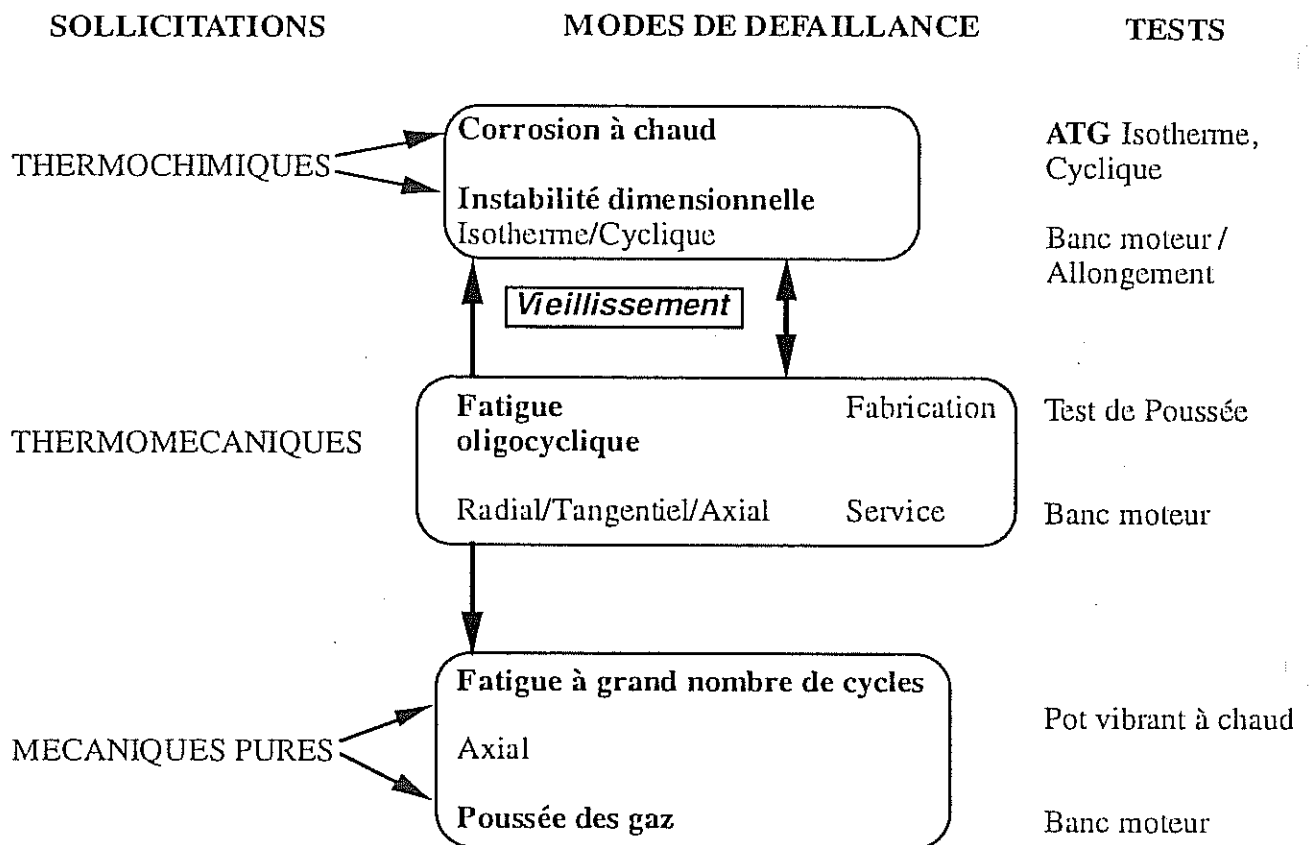 SOLLICITATIONS MODES DE DEFAILLANCE TESTS
THERMOCHIMIQUES
Corrosion à chaud
Instabilité dimensionnelle
Isotherme/Cyclique
ATG Isotherme,
Cyclique
Banc moteur /
Allongement
Vieillissement
THERMOMECANIQUES
Fatigue
oligocyclique
Fabrication
Radial/Tangentiel/Axial
Service
Test de Poussée
Banc moteur
MECANIQUES PURES
Fatigue à grand nombre de cycles
Axial
Poussée des gaz
Pot vibrant à chaud
Banc moteur